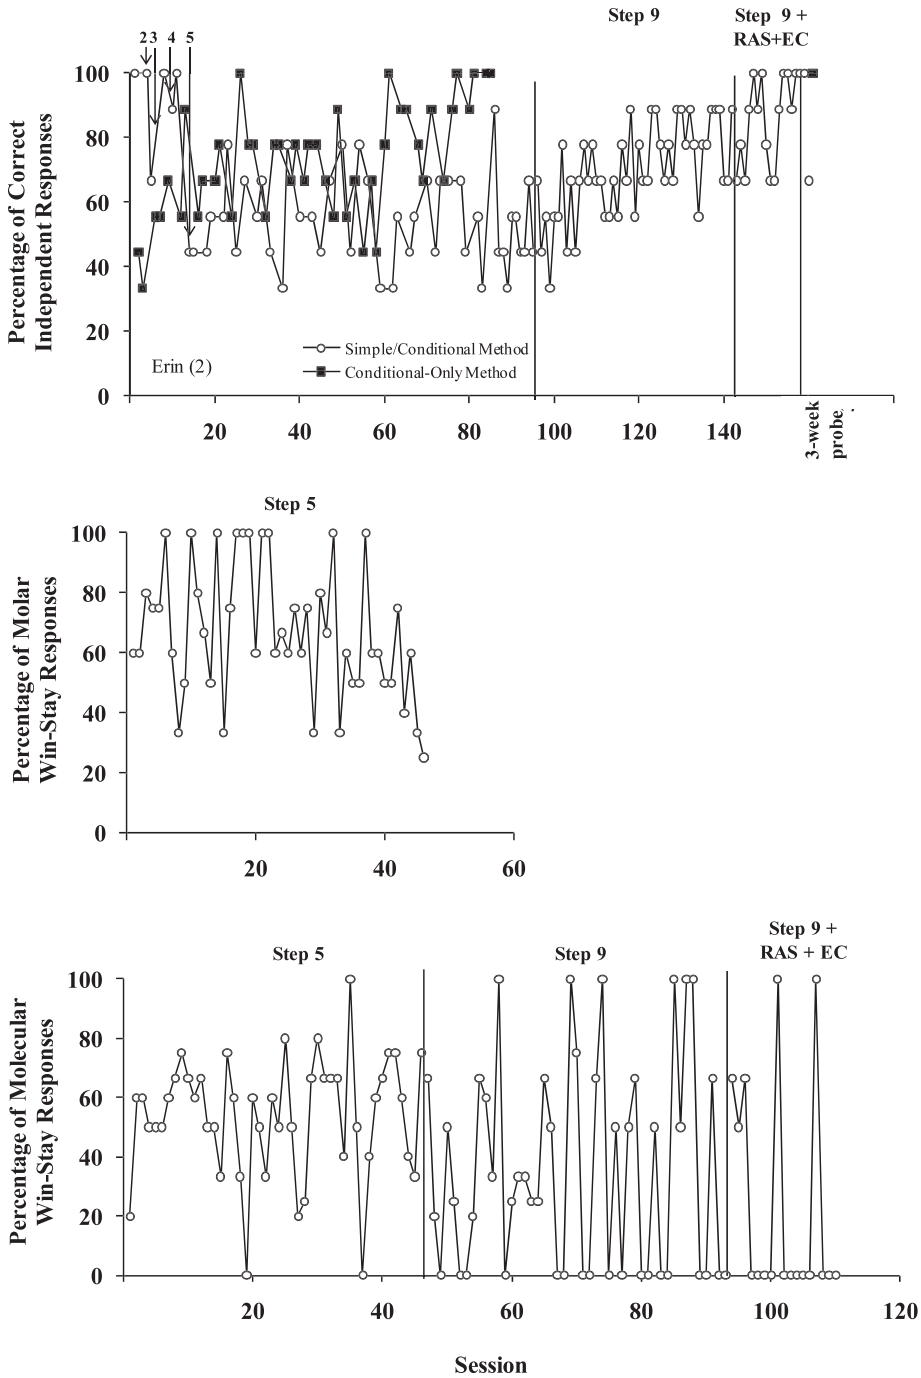 Step 9
Step 9 +
RAS+EC
2 3 4 5
Percentage of Correct
Independent Responses
100
80
60
40
20
0
Simple/Conditional Method
Conditional-Only Method
Erin (2)
20 40 60 80 100 120 140
3-week
probe
Step 5
Percentage of Molar
Win-Stay Responses
100
80
60
40
20
0
20 40 60
Step 5 Step 9
Step 9 +
RAS + EC
Percentage of Molecular
Win-Stay Responses
100
80
60
40
20
0
20 40 60 80 100 120
Session